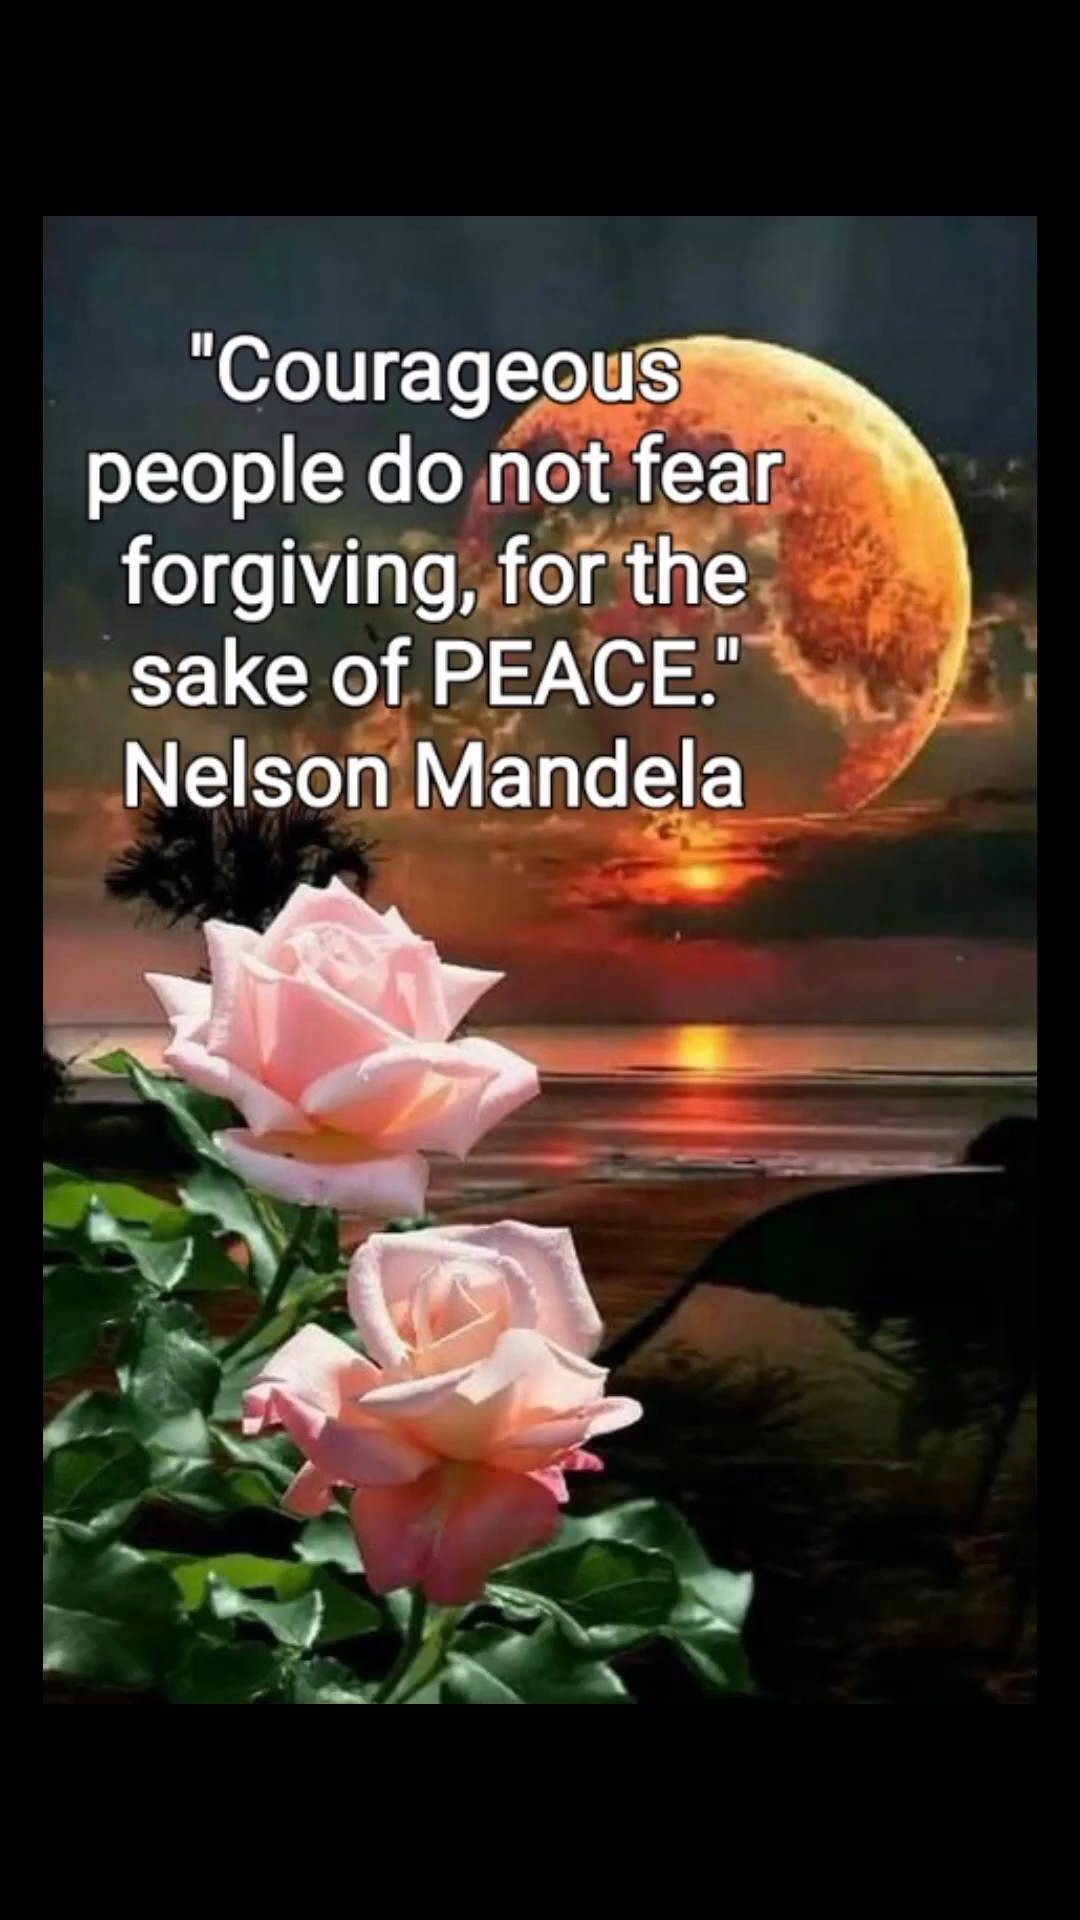 "Courageous
people do not fear
forgiving, for the
sake of PEACE."
Nelson Mandela